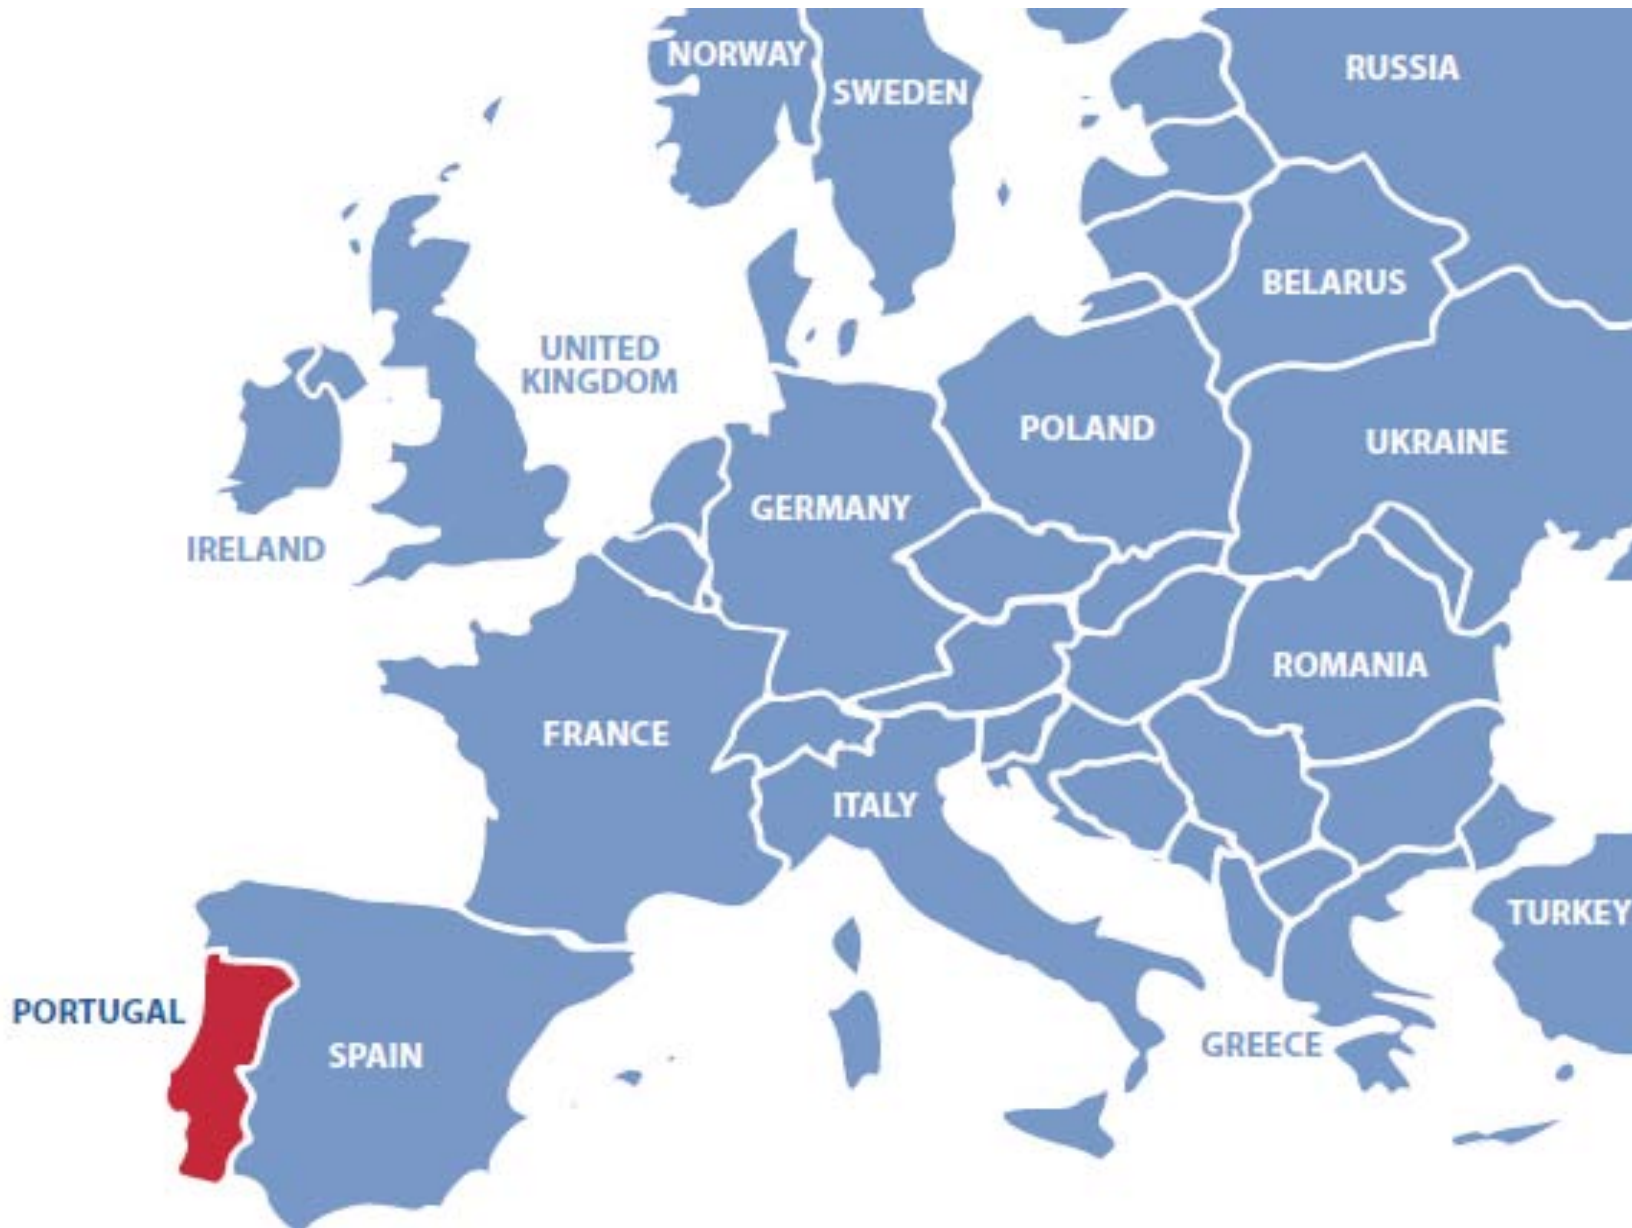 NORWAY
SWEDEN
RUSSIA
BELARUS
UNITED
KINGDOM
POLAND
UKRAINE
GERMANY
IRELAND
ROMANIA
FRANCE
ITALY
TURKEY
PORTUGAL
SPAIN
GREECE